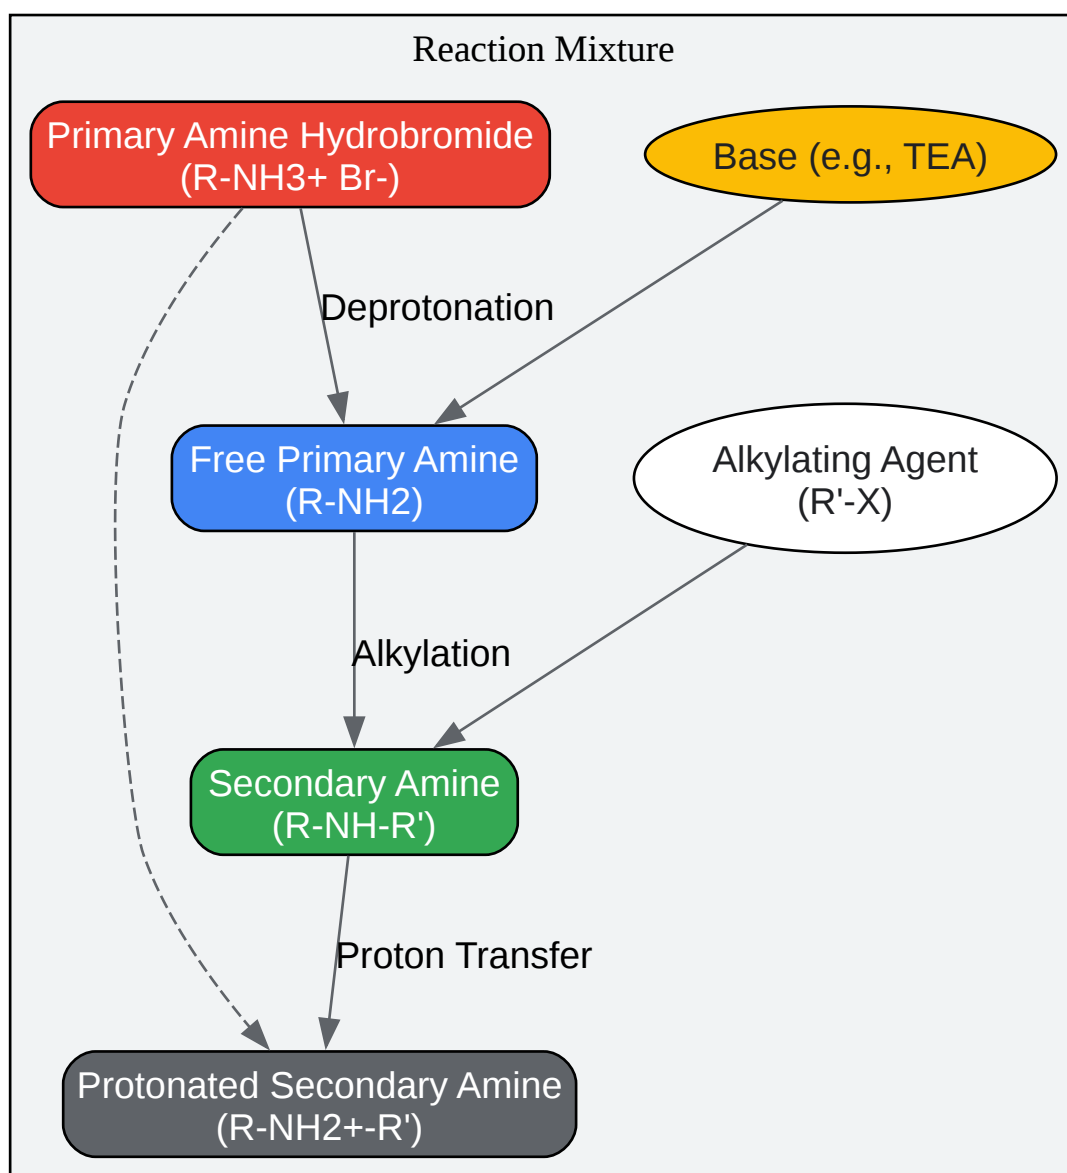 Reaction Mixture
Primary Amine Hydrobromide
(R-NH3+ Br-)
Base (e.g., TEA)
Deprotonation
Free Primary Amine
(R-NH2)
Alkylating Agent
(R'-X)
Alkylation
Secondary Amine
(R-NH-R')
Proton Transfer
Protonated Secondary Amine
(R-NH2+-R')